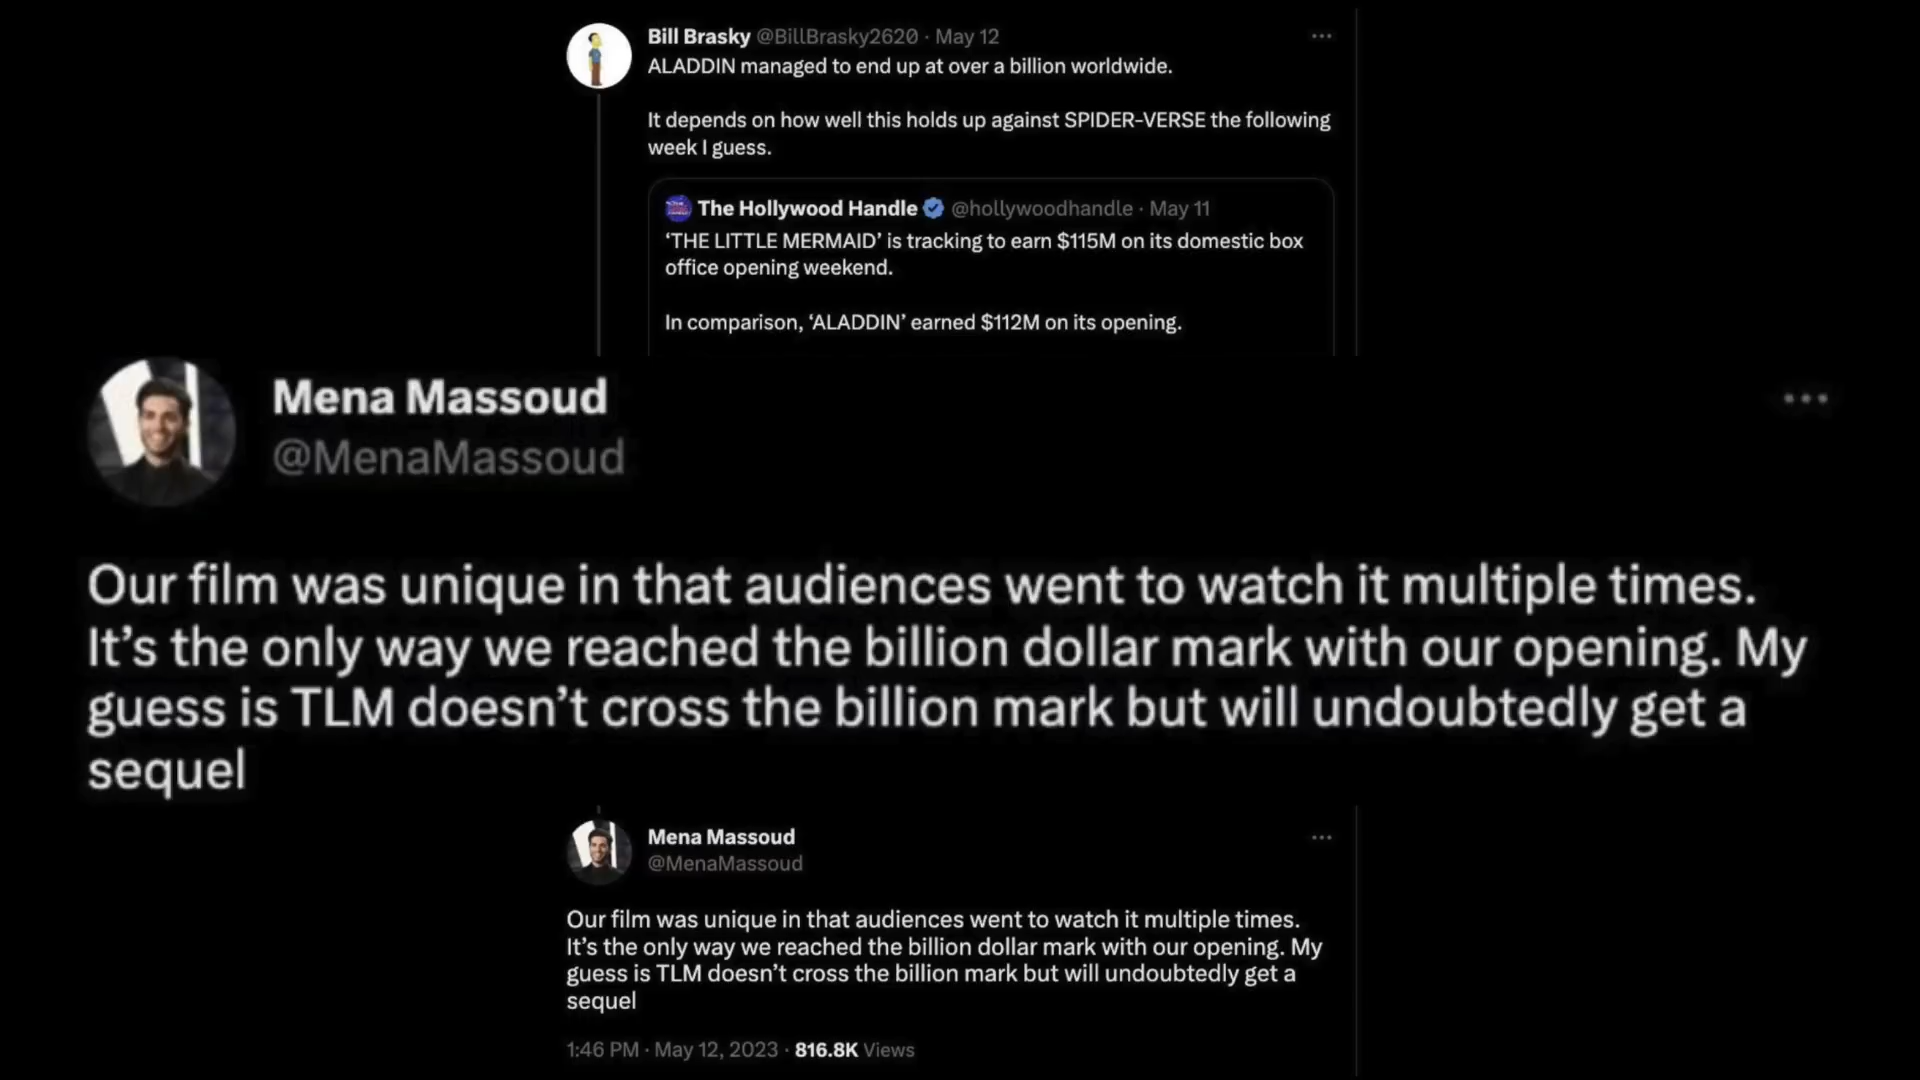 Bill Brasky @BillBrasky2620 · May 12
ALADDIN managed to end up at over a billion worldwide.
It depends on how well this holds up against SPIDER-VERSE the following
week I guess.
The Hollywood Handle @hollywoodhandle · May 11
‘THE LITTLE MERMAID’ is tracking to earn $115M on its domestic box
office opening weekend.
In comparison, ‘ALADDIN’ earned $112M on its opening.
Mena Massoud
@MenaMassoud
Our film was unique in that audiences went to watch it multiple times.
It’s the only way we reached the billion dollar mark with our opening. My
guess is TLM doesn’t cross the billion mark but will undoubtedly get a
sequel
Mena Massoud
@MenaMassoud
Our film was unique in that audiences went to watch it multiple times.
It’s the only way we reached the billion dollar mark with our opening. My
guess is TLM doesn’t cross the billion mark but will undoubtedly get a
sequel
1:46 PM · May 12, 2023 · 816.8K Views